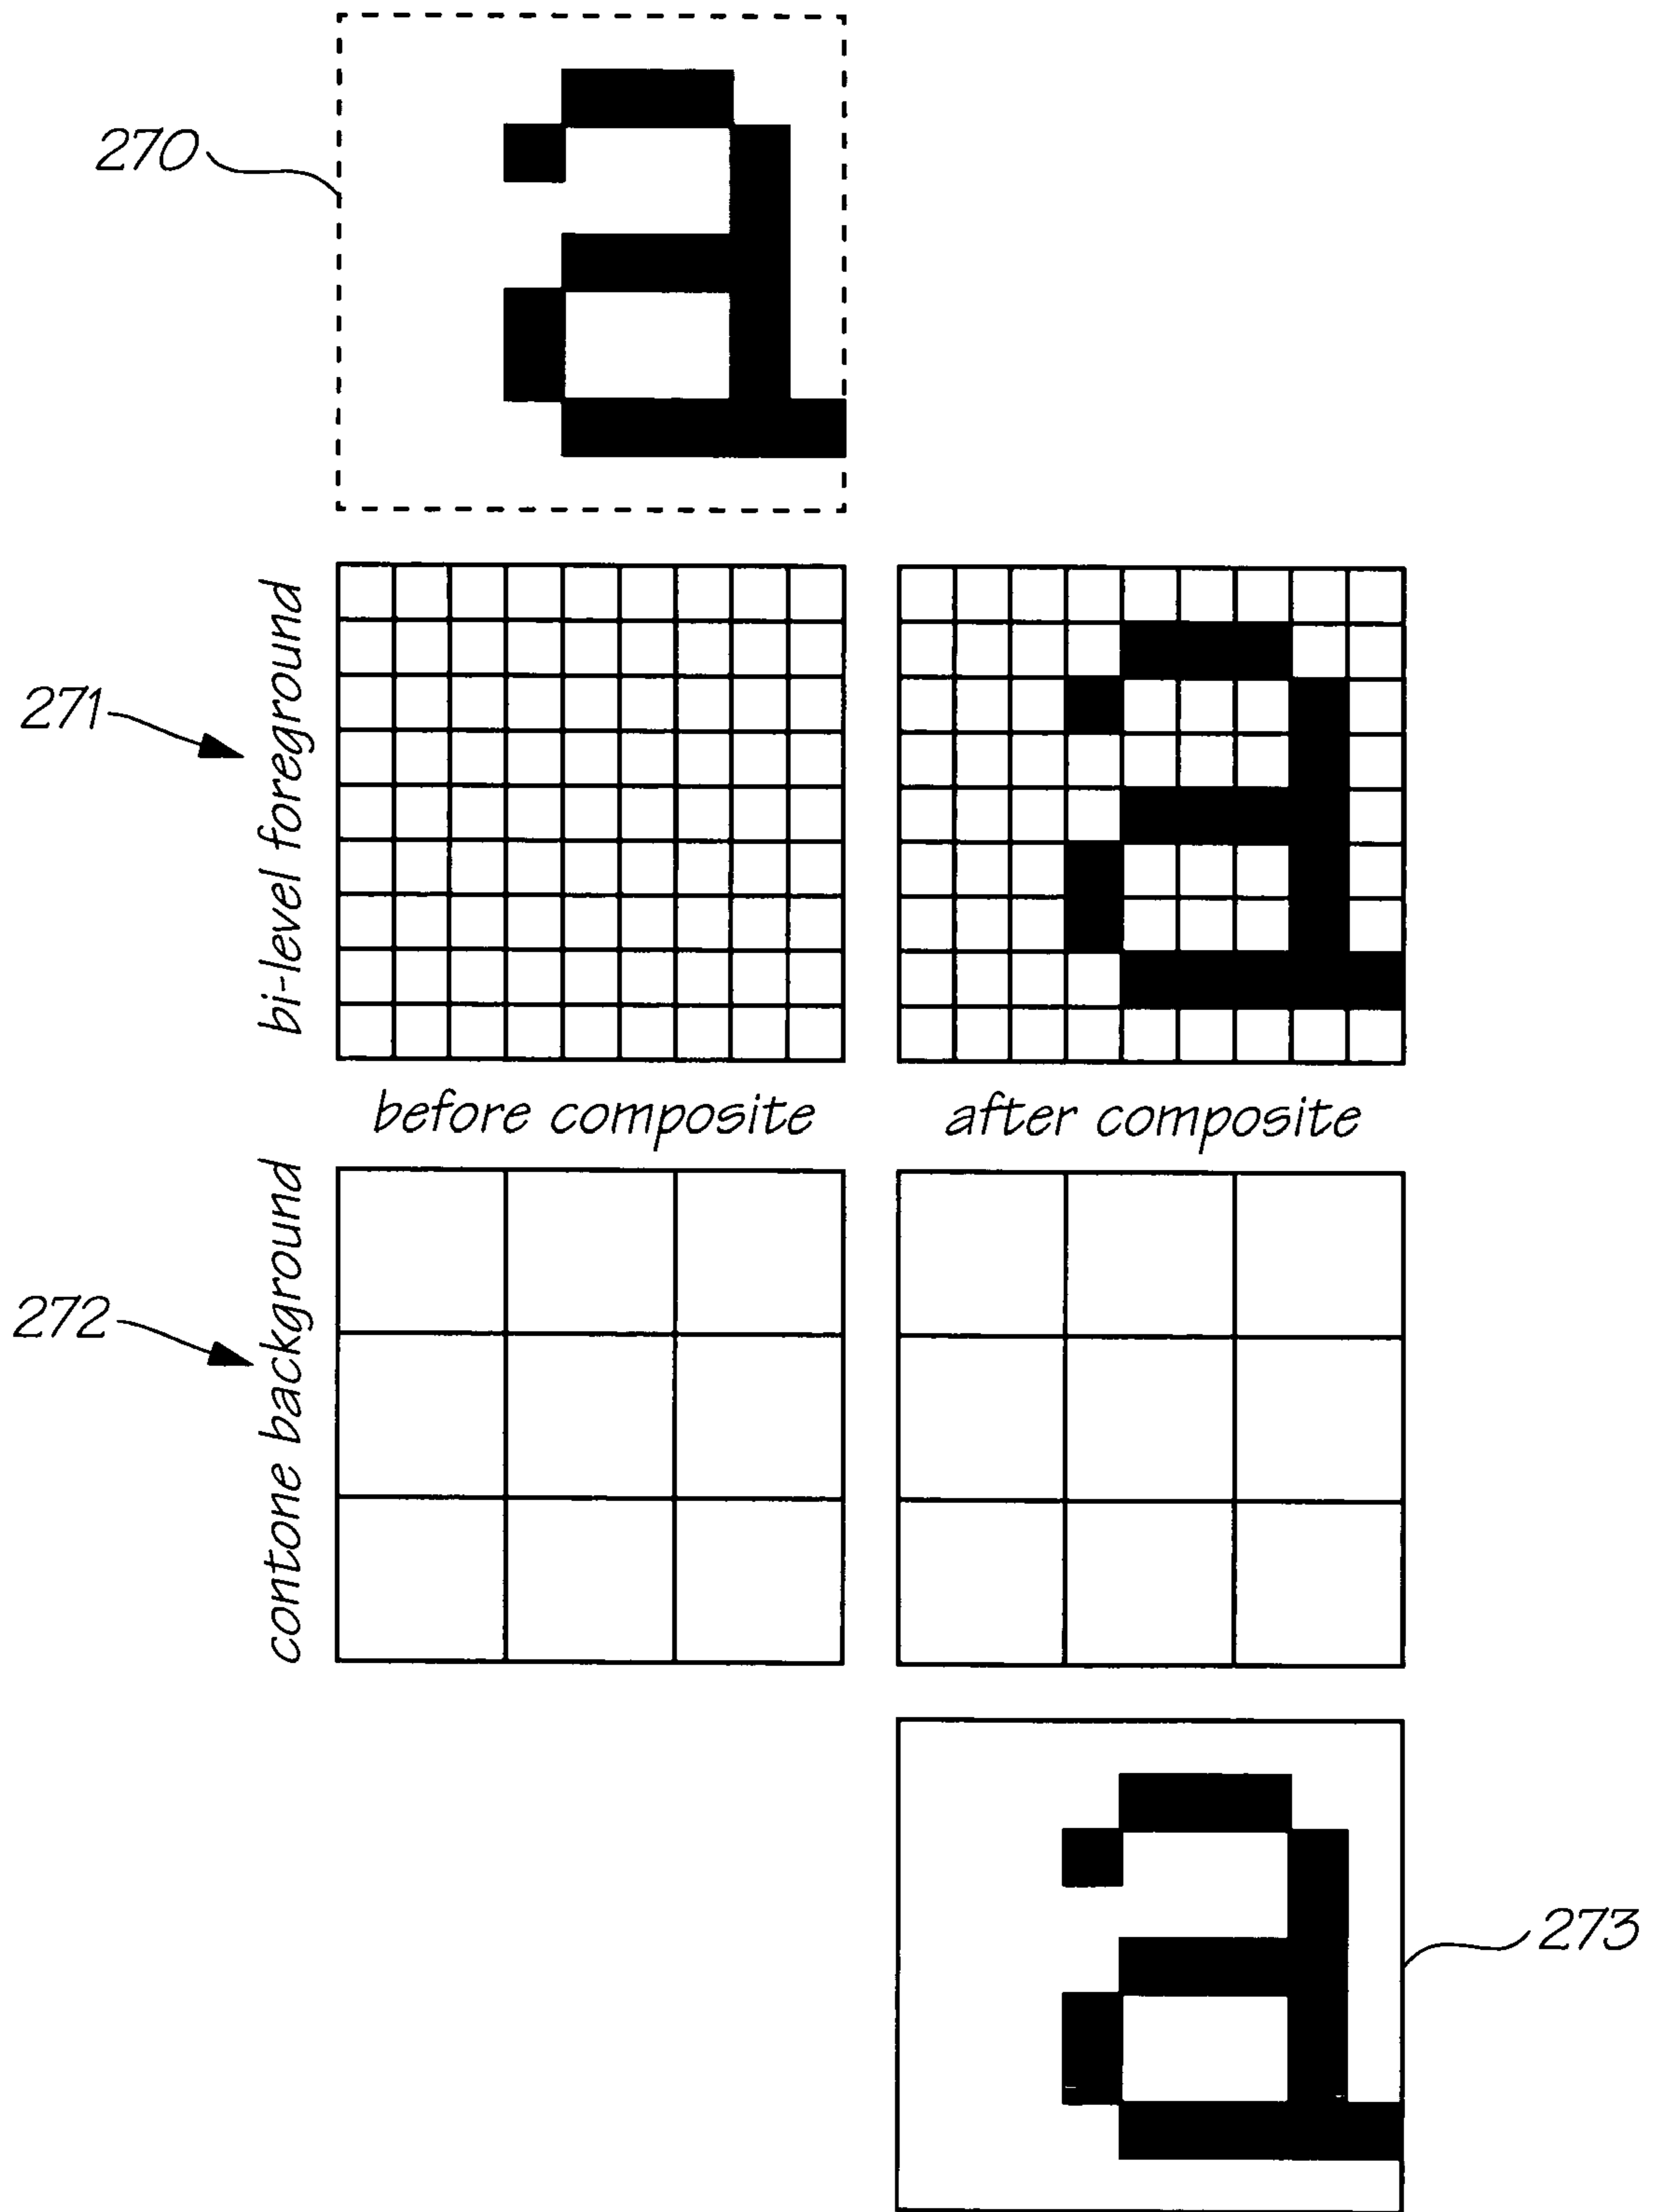 270
a
271
bi-level foreground
a
before composite
after composite
272
contone background
a
273